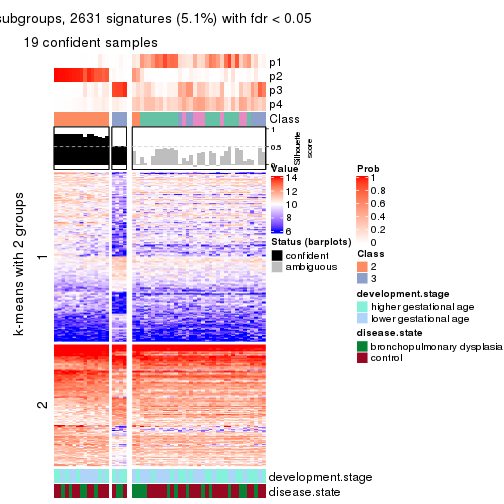 subgroups, 2631 signatures (5.1%) with fdr < 0.05
19 confident samples
p1
p2
p3
p4
Class
1
0.5
0
Silhouette
score
k-means with 2 groups
1
2
Value
14
12
10
8
6
Status (barplots)
confident
ambiguous
Prob
1
0.8
0.6
0.4
0.2
0
Class
2
3
development.stage
higher gestational age
lower gestational age
disease.state
bronchopulmonary dysplasia
control
development.stage
disease.state